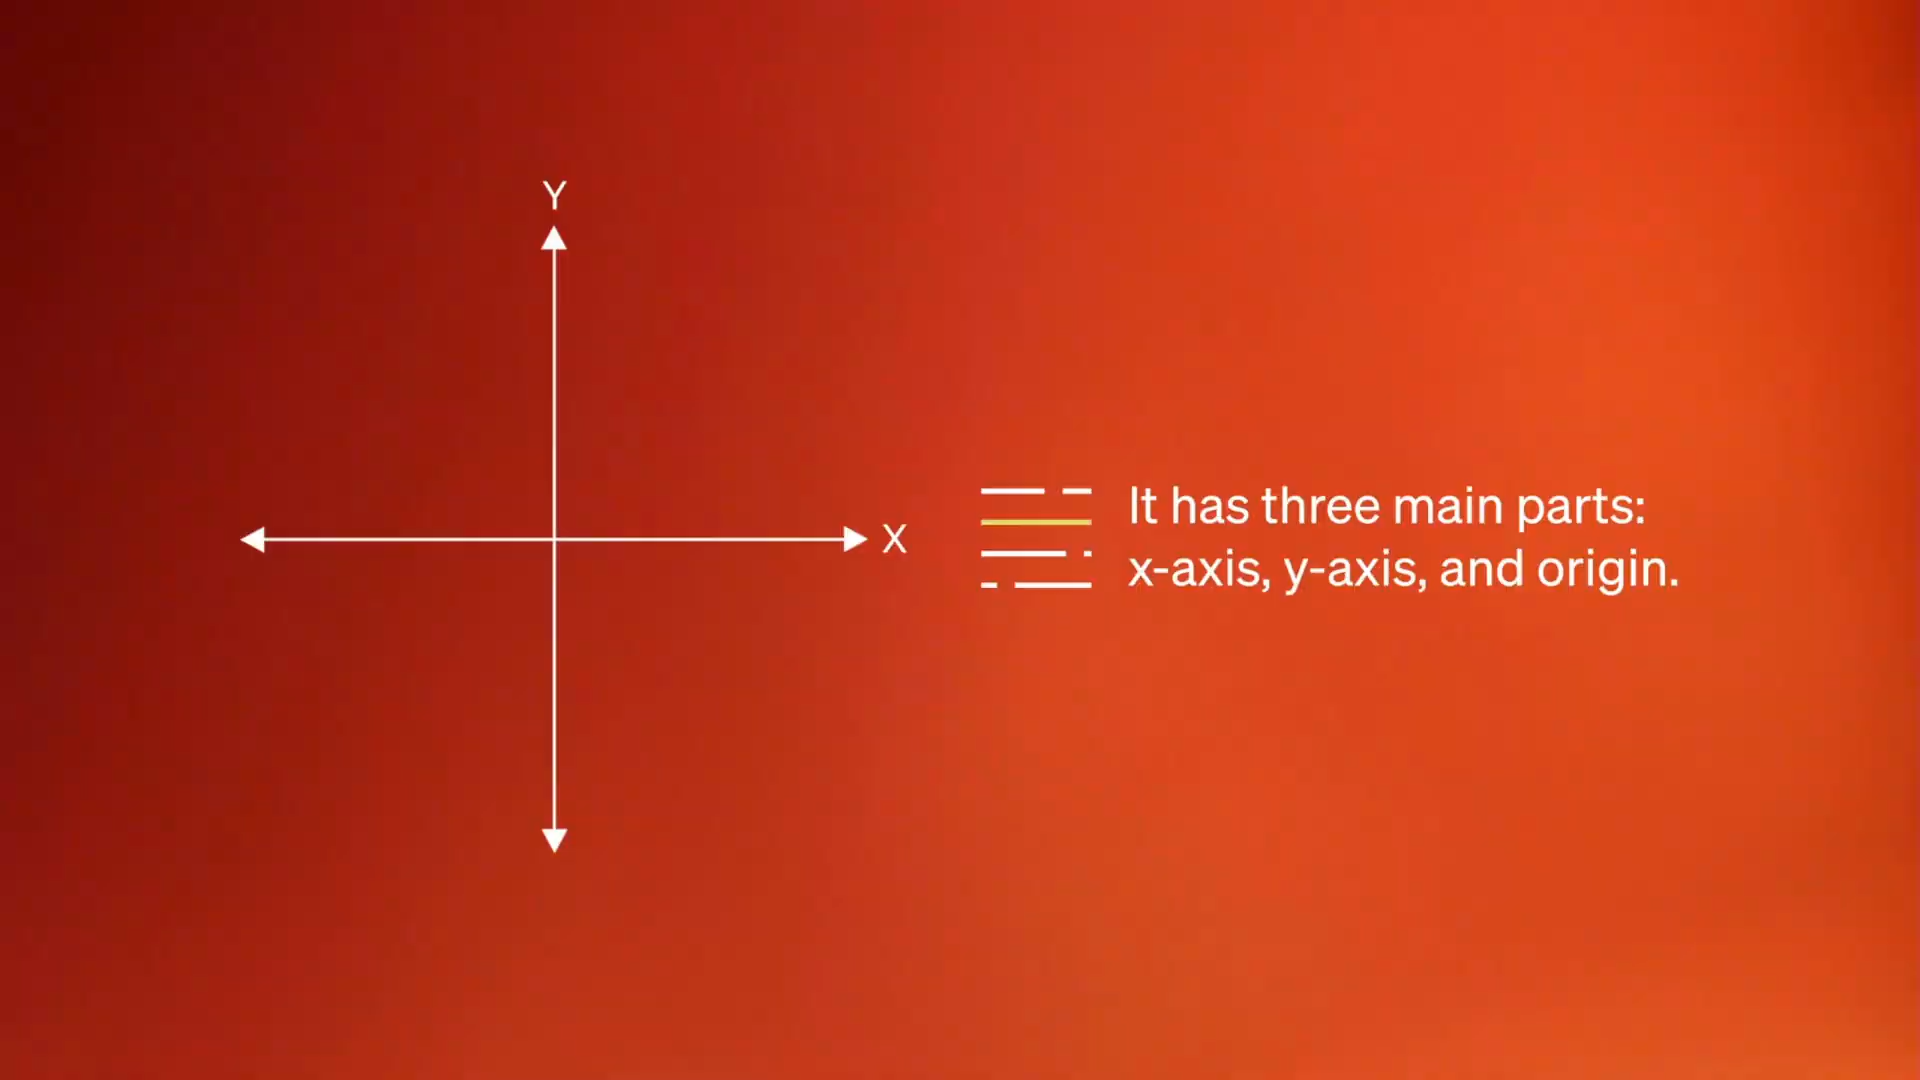 Y
X
It has three main parts:
x-axis, y-axis, and origin.